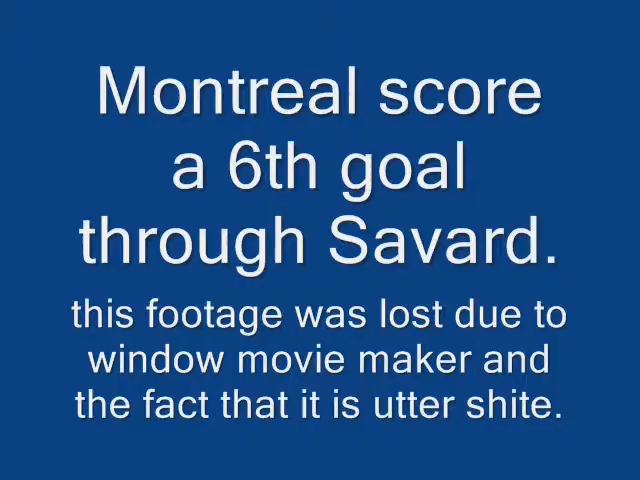 Montreal score
a 6th goal
through Savard.
this footage was lost due to
window movie maker and
the fact that it is utter shite.